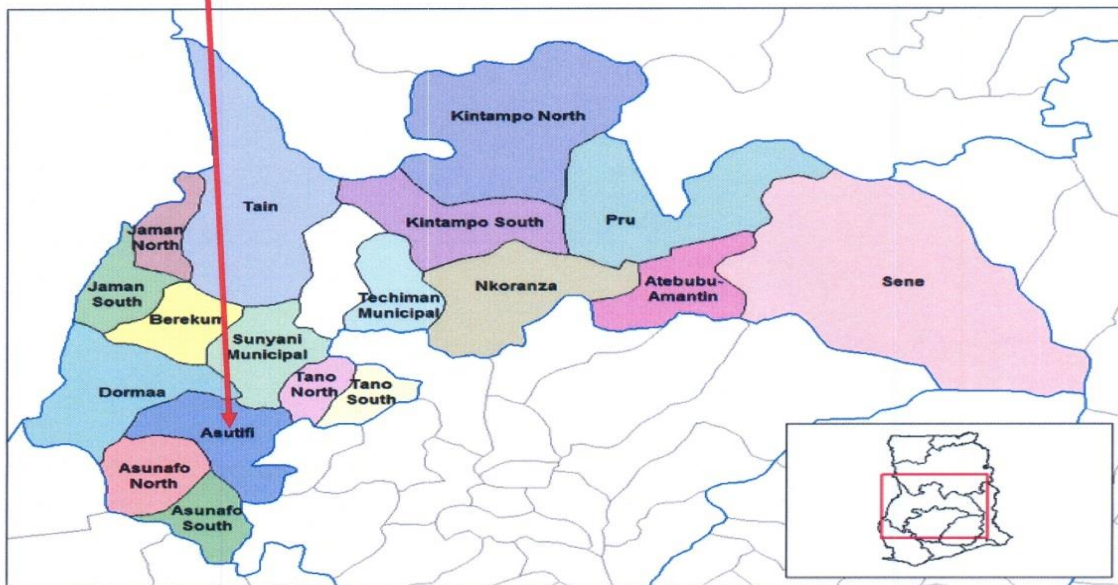 Kintampo North
Tain
Jaman
North
Kintampo South
Pru
Jaman
South
Berekum
Techiman
Municipal
Nkoranza
Atebubu-
Amantin
Sene
Sunyani
Municipal
Tano
North
Tano
South
Dormaa
Asutifi
Asunafo
North
Asunafo
South